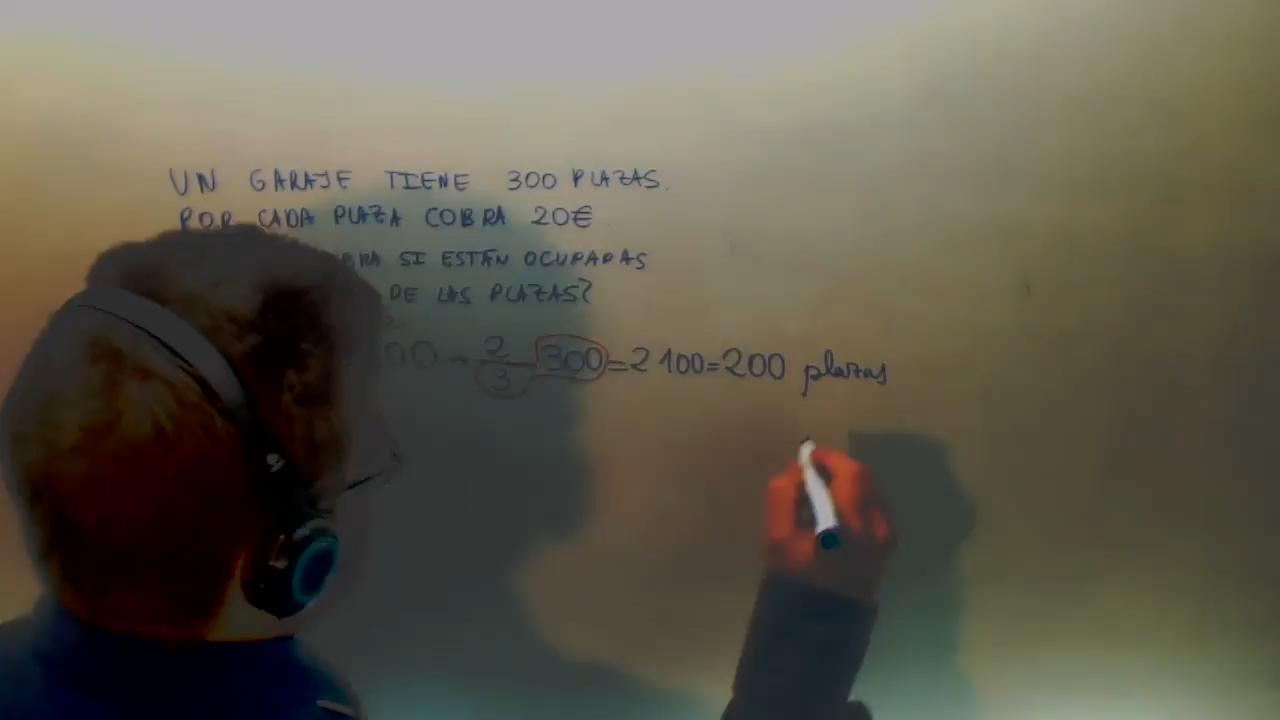 UN GARAJE TIENE 300 PLAZAS.
POR CADA PLAZA COBRA 20€
SI ESTÁN OCUPADAS
DE LAS PLAZAS?
00 → 2/3 300 = 2 100 = 200 plazas